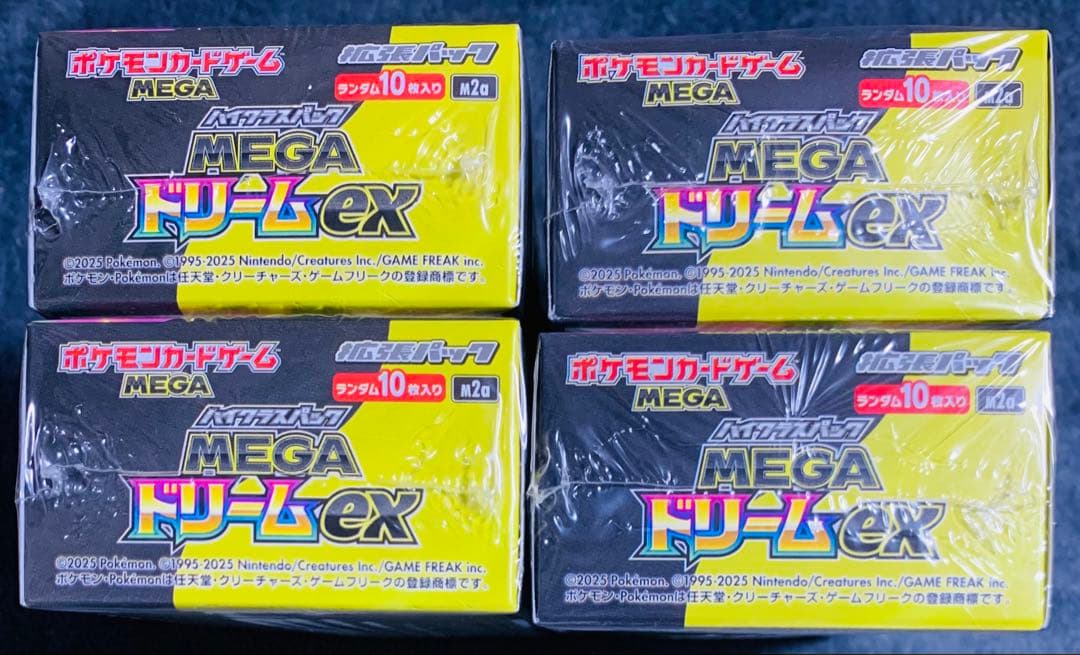 ポケモンカードゲーム 拡張パック
MEGA ランダム10枚入り M2a
ハイクラスパック
MEGA
ドリームex
©2025 Pokémon. ©1995-2025 Nintendo/Creatures Inc./GAME FREAK inc.
ポケモン・Pokémonは任天堂・クリーチャーズ・ゲームフリークの登録商標です。
ポケモンカードゲーム 拡張パック
MEGA ランダム10枚入り M2a
ハイクラスパック
MEGA
ドリームex
©2025 Pokémon. ©1995-2025 Nintendo/Creatures Inc./GAME FREAK inc.
ポケモン・Pokémonは任天堂・クリーチャーズ・ゲームフリークの登録商標です。
ポケモンカードゲーム 拡張パック
MEGA ランダム10枚入り M2a
ハイクラスパック
MEGA
ドリームex
©2025 Pokémon. ©1995-2025 Nintendo/Creatures Inc./GAME FREAK inc.
ポケモン・Pokémonは任天堂・クリーチャーズ・ゲームフリークの登録商標です。
ポケモンカードゲーム 拡張パック
MEGA ランダム10枚入り M2a
ハイクラスパック
MEGA
ドリームex
©2025 Pokémon. ©1995-2025 Nintendo/Creatures Inc./GAME FREAK inc.
ポケモン・Pokémonは任天堂・クリーチャーズ・ゲームフリークの登録商標です。